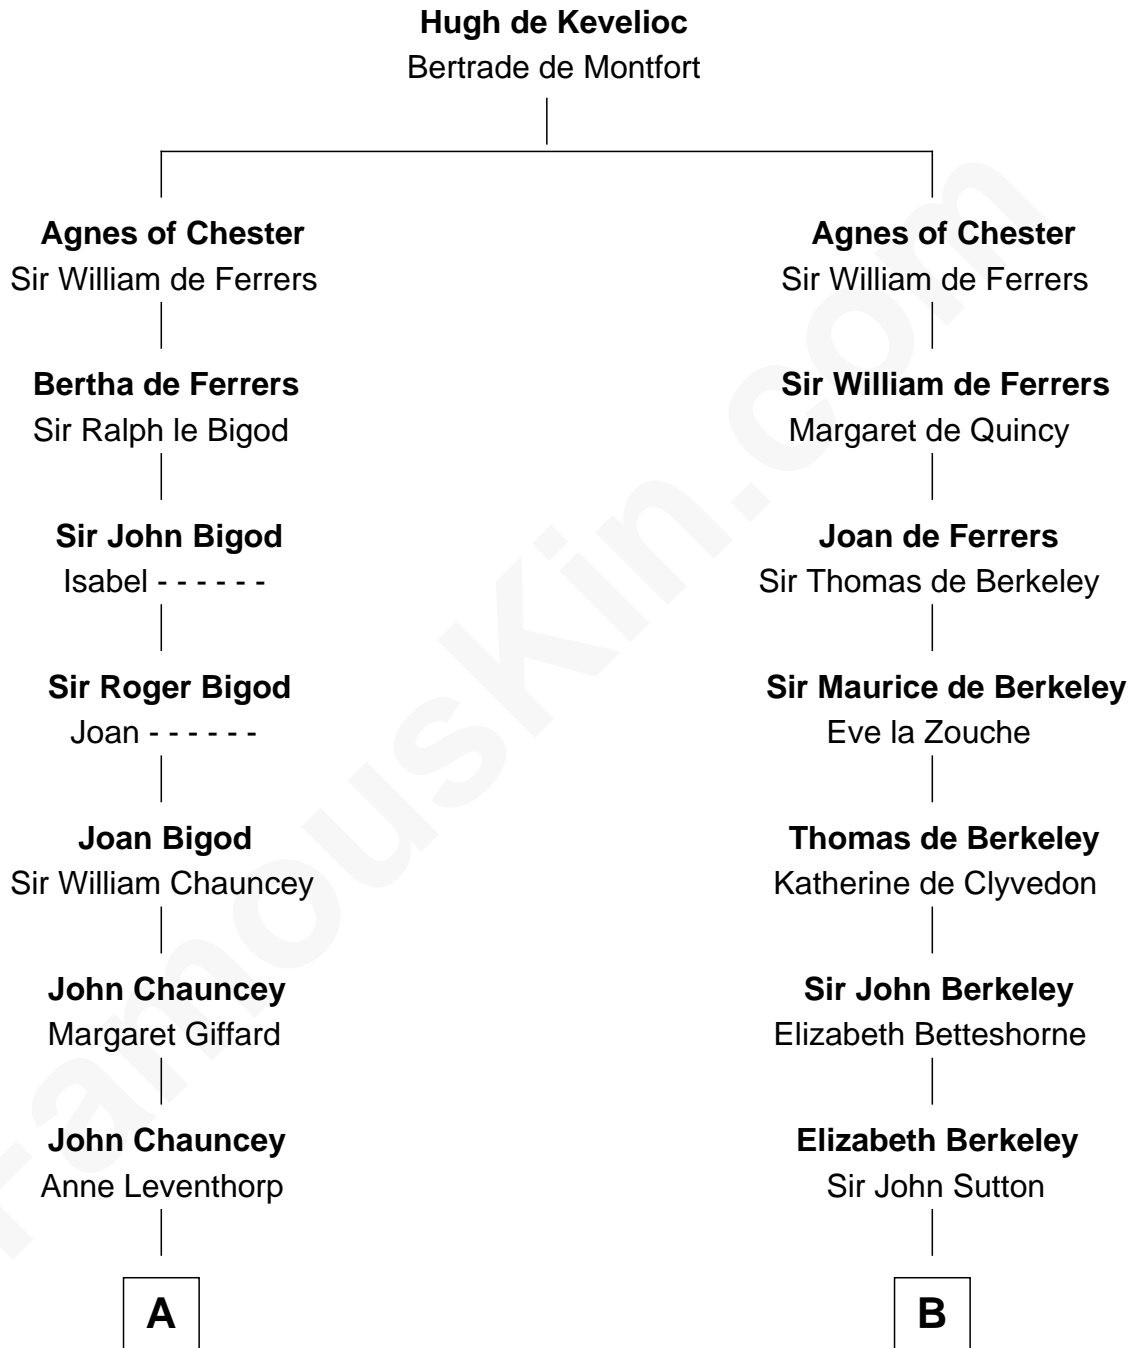 Hugh de Kevelioc
Bertrade de Montfort
Agnes of Chester
Sir William de Ferrers
Agnes of Chester
Sir William de Ferrers
Bertha de Ferrers
Sir Ralph le Bigod
Sir William de Ferrers
Margaret de Quincy
Sir John Bigod
Isabel - - - - - -
Joan de Ferrers
Sir Thomas de Berkeley
Sir Roger Bigod
Joan - - - - - -
Sir Maurice de Berkeley
Eve la Zouche
Joan Bigod
Sir William Chauncey
Thomas de Berkeley
Katherine de Clyvedon
John Chauncey
Margaret Giffard
Sir John Berkeley
Elizabeth Betteshorne
John Chauncey
Anne Leventhorp
Elizabeth Berkeley
Sir John Sutton
A
B
FamousKin.com